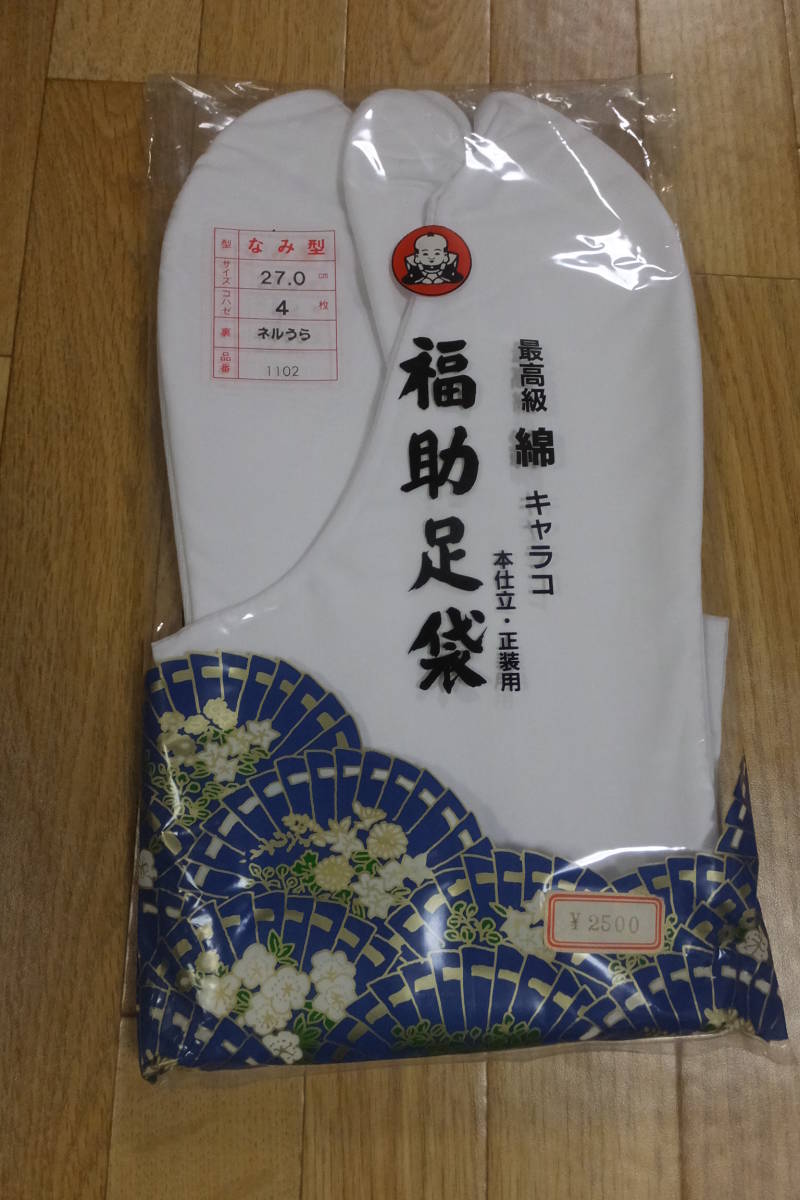 型 なみ型
サイズ 27.0 cm
コハゼ 4 枚
裏 ネルうら
品番 1102
最高級 綿 キャラコ
本仕立・正装用
福助足袋
¥2500